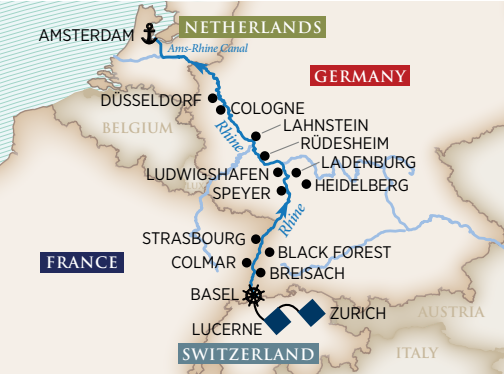 NETHERLANDS
AMSTERDAM
Ams-Rhine Canal
GERMANY
DÜSSELDORF
COLOGNE
BELGIUM
Rhine
LAHNSTEIN
RÜDESHEIM
LADENBURG
LUDWIGSHAFEN
HEIDELBERG
SPEYER
Rhine
STRASBOURG
BLACK FOREST
FRANCE
COLMAR
BREISACH
BASEL
ZURICH
AUSTRIA
LUCERNE
SWITZERLAND
ITALY